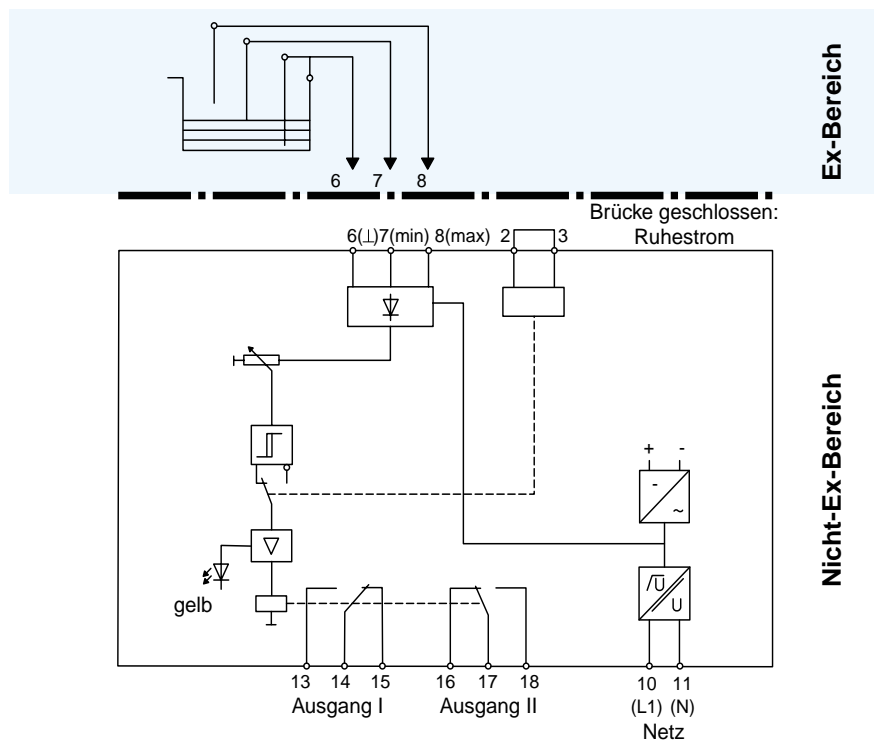 Ex-Bereich
6 7 8
Brücke geschlossen:
Ruhestrom
6(⊥) 7(min) 8(max) 2 3
Nicht-Ex-Bereich
+ -
- ~
gelb
U
U
13 14 15 16 17 18 10 11
Ausgang I Ausgang II (L1) (N)
Netz